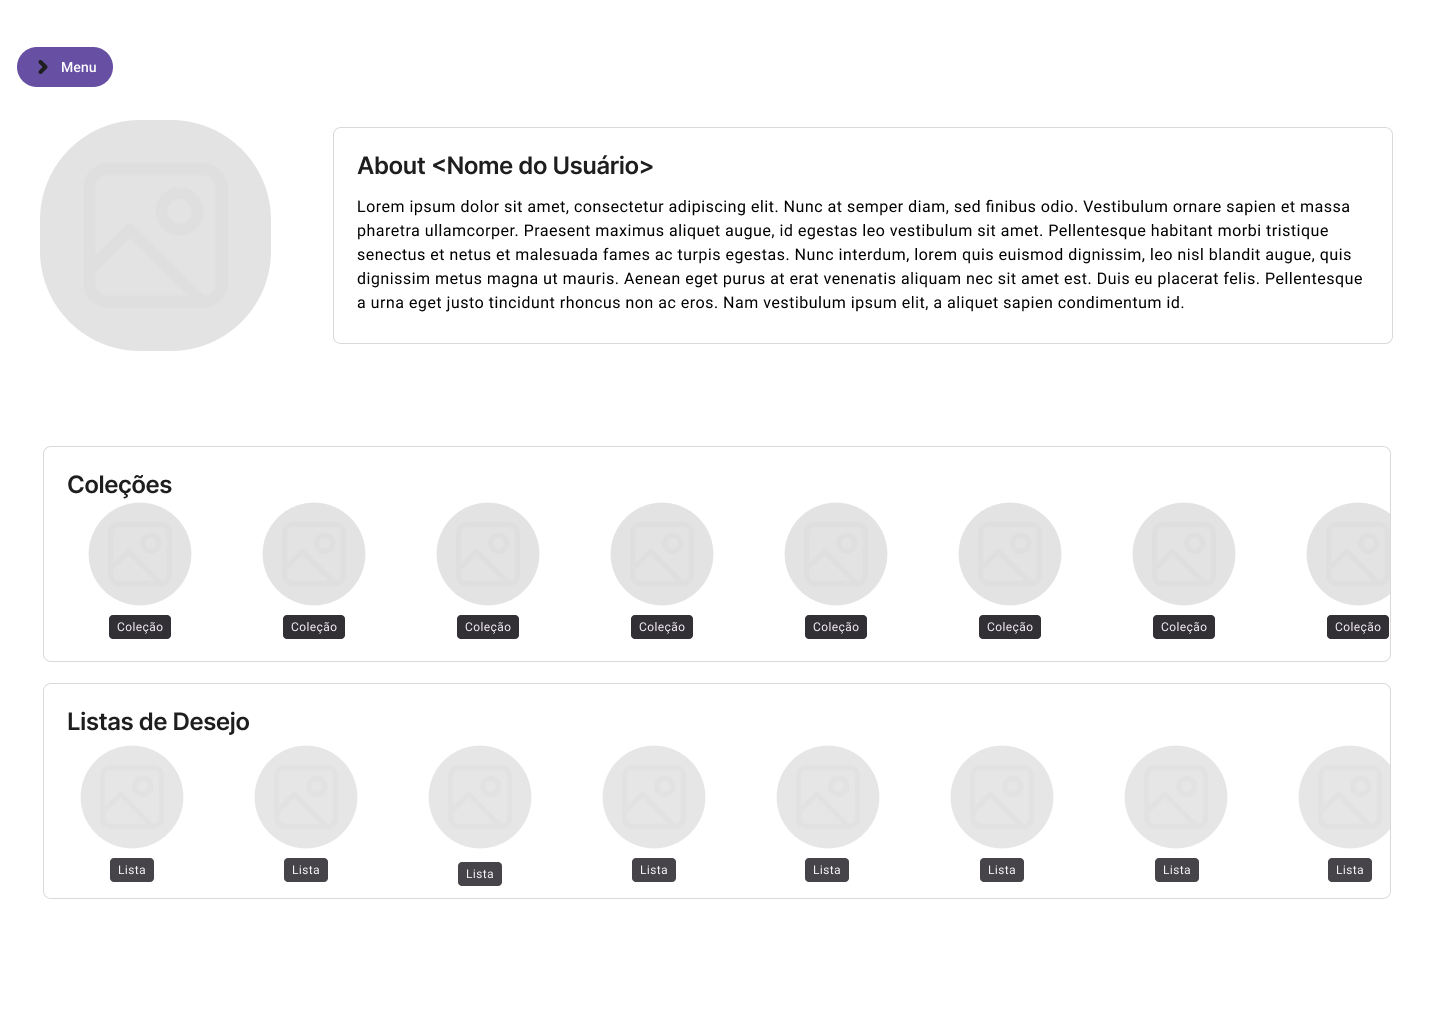 Menu
About <Nome do Usuário>
Lorem ipsum dolor sit amet, consectetur adipiscing elit. Nunc at semper diam, sed finibus odio. Vestibulum ornare sapien et massa
pharetra ullamcorper. Praesent maximus aliquet augue, id egestas leo vestibulum sit amet. Pellentesque habitant morbi tristique
senectus et netus et malesuada fames ac turpis egestas. Nunc interdum, lorem quis euismod dignissim, leo nisl blandit augue, quis
dignissim metus magna ut mauris. Aenean eget purus at erat venenatis aliquam nec sit amet est. Duis eu placerat felis. Pellentesque
a urna eget justo tincidunt rhoncus non ac eros. Nam vestibulum ipsum elit, a aliquet sapien condimentum id.
Coleções
Coleção Coleção Coleção Coleção Coleção Coleção Coleção Coleção
Listas de Desejo
Lista Lista Lista Lista Lista Lista Lista Lista